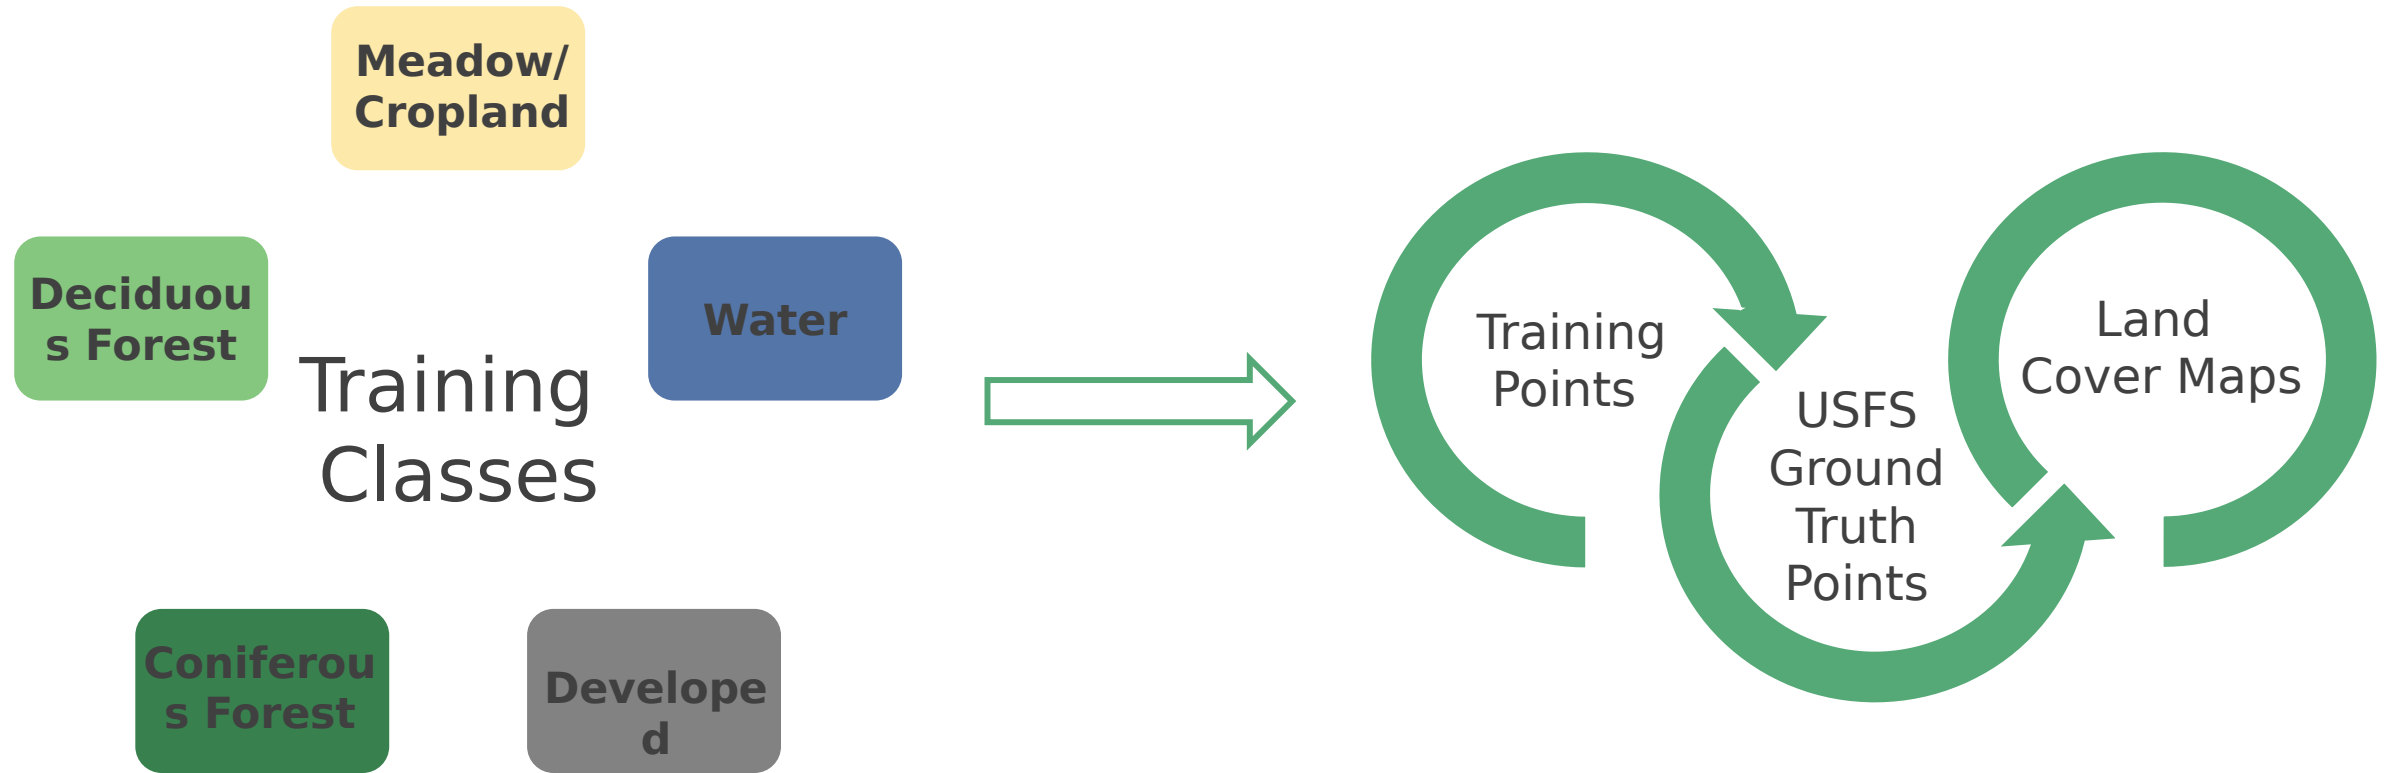 Meadow/
Cropland
Deciduou
s Forest
Water
Training
Classes
Coniferou
s Forest
Develope
d
Training
Points
USFS
Ground
Truth
Points
Land
Cover Maps